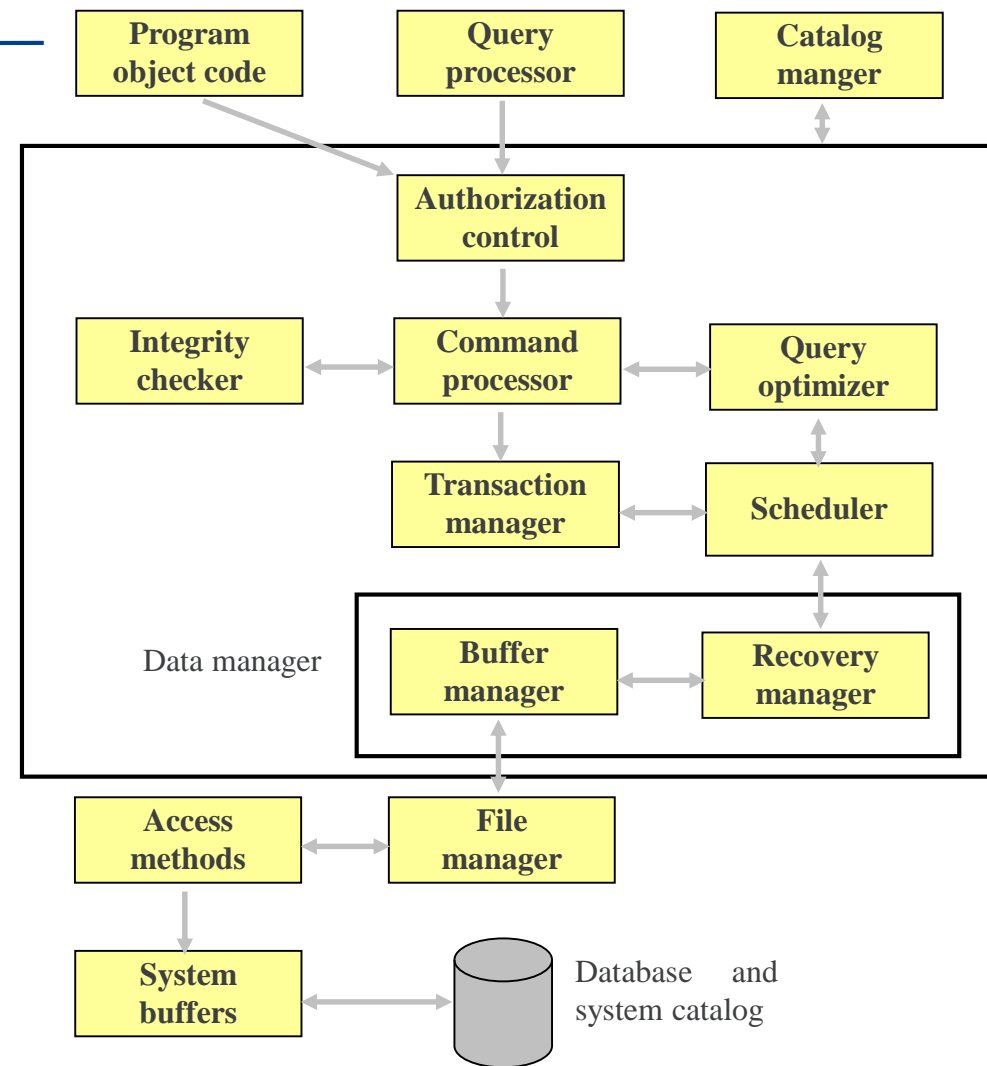 Program
object code
Query
processor
Catalog
manger
Authorization
control
Integrity
checker
Command
processor
Query
optimizer
Transaction
manager
Scheduler
Data manager
Buffer
manager
Recovery
manager
Access
methods
File
manager
System
buffers
Database and
system catalog